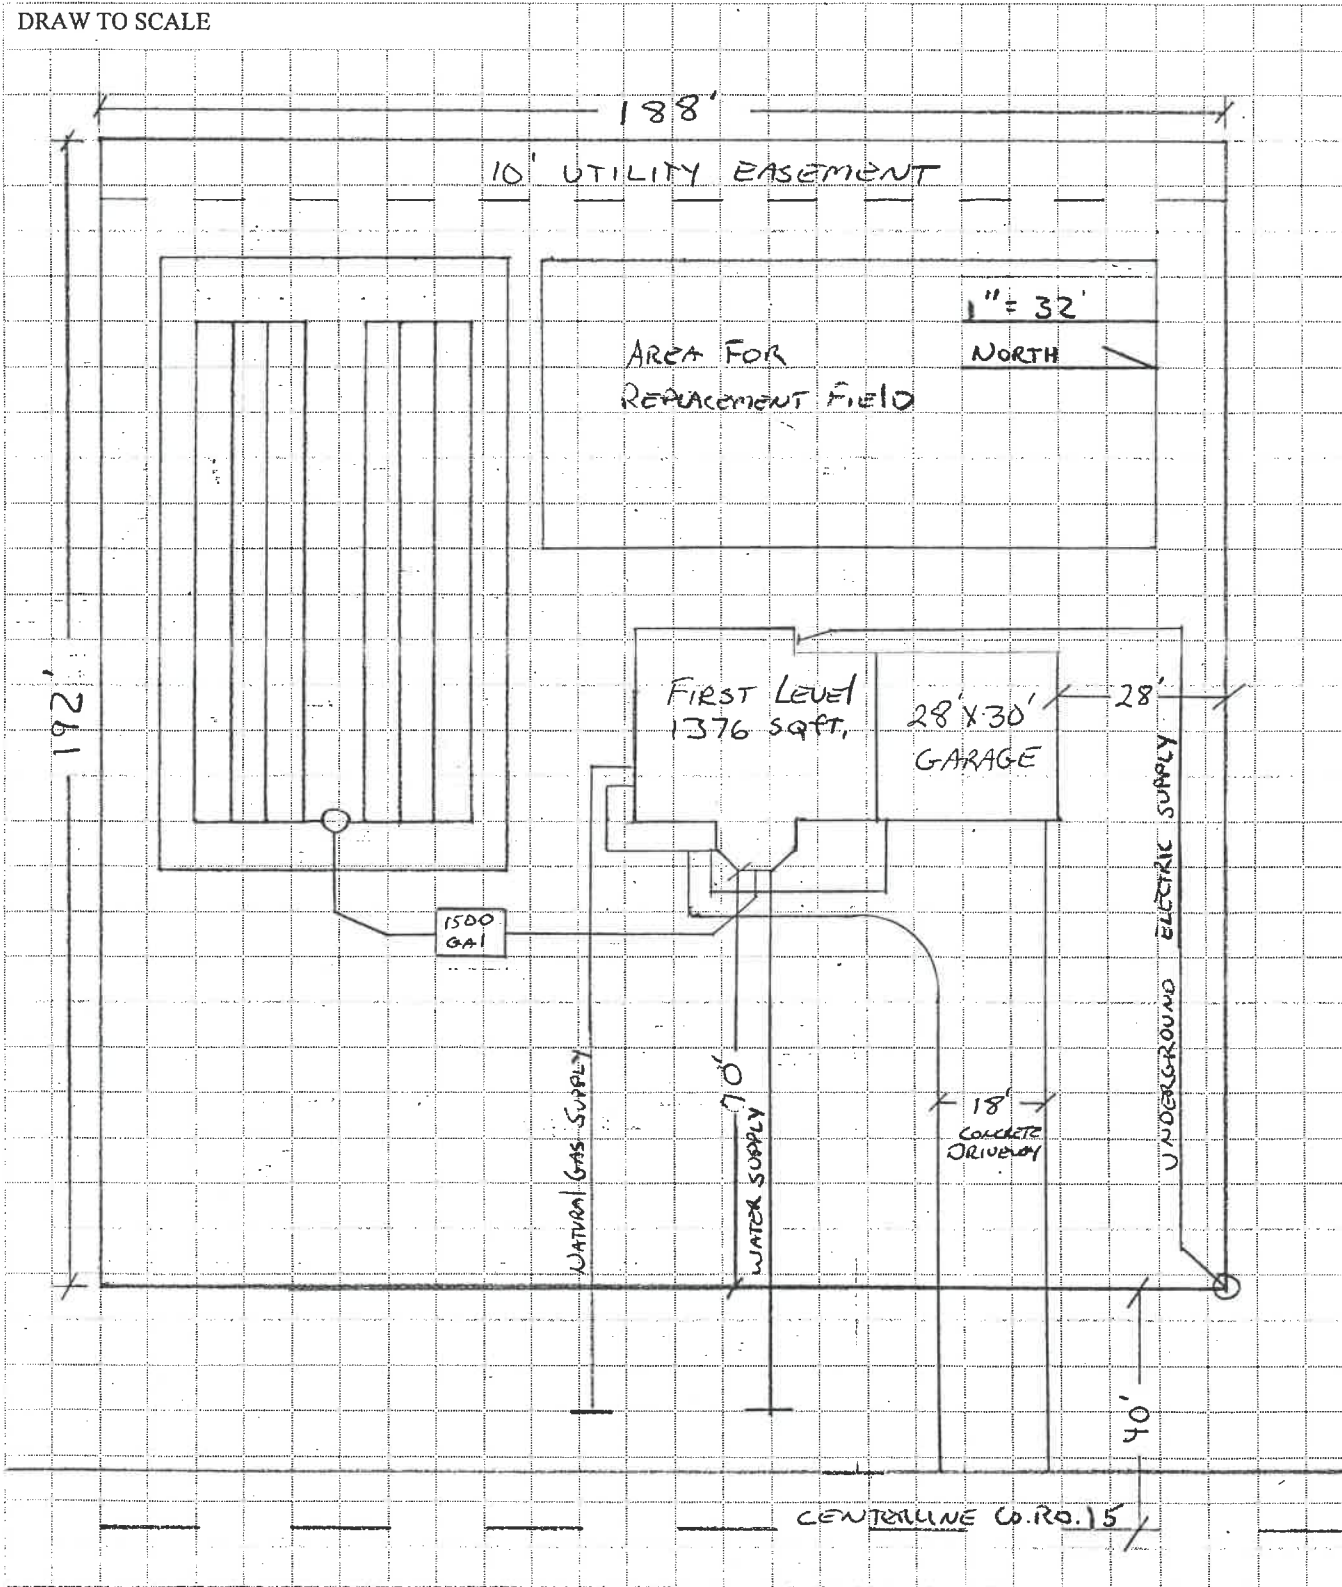 DRAW TO SCALE
188'
10' UTILITY EASEMENT
1" = 32'
NORTH
AREA FOR
REPLACEMENT FIELD
192'
FIRST LEVEL
1376 SQFT.
28' X 30'
GARAGE
28'
1500
GAL
UNDERGROUND ELECTRIC SUPPLY
NATURAL GAS SUPPLY
70'
WATER SUPPLY
18'
CONCRETE
DRIVEWAY
40'
CENTERLINE CO.RD.15